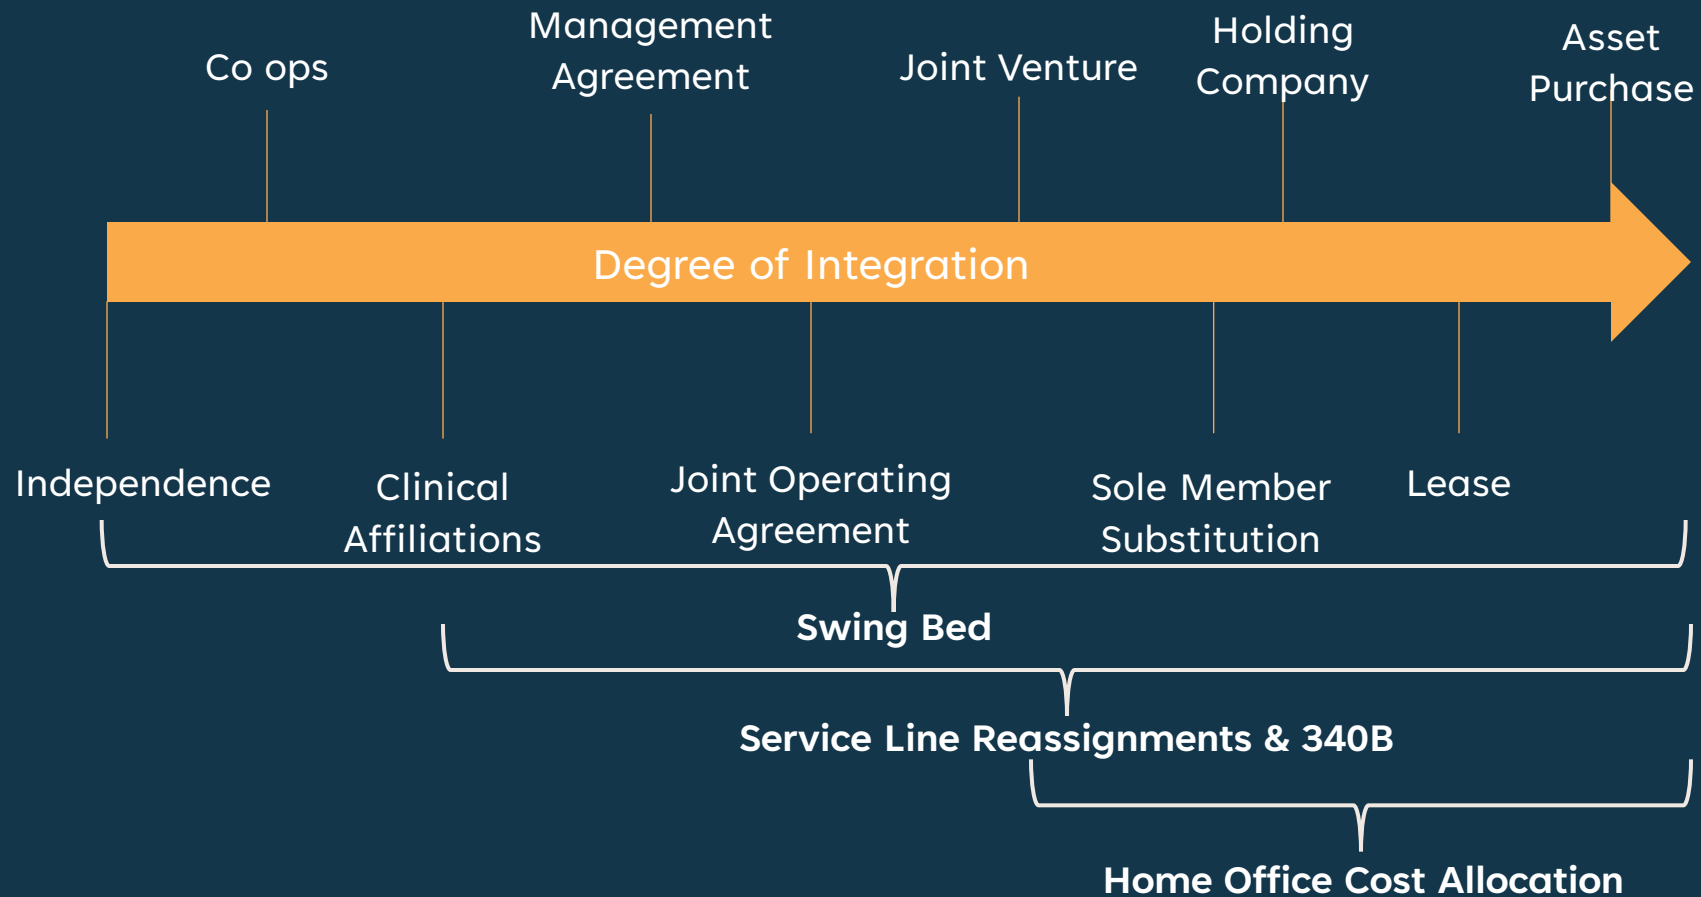 Co ops
Management
Agreement
Joint Venture
Holding
Company
Asset
Purchase
Degree of Integration
Independence
Clinical
Affiliations
Joint Operating
Agreement
Sole Member
Substitution
Lease
Swing Bed
Service Line Reassignments & 340B
Home Office Cost Allocation